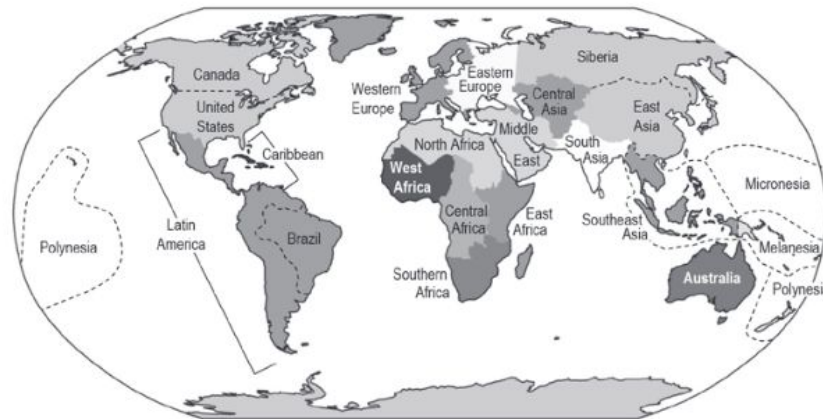 Canada
United
States
Caribbean
Latin
America
Brazil
Polynesia
Western
Europe
Eastern
Europe
Siberia
Central
Asia
East
Asia
Middle
East
South
Asia
North Africa
West
Africa
Central
Africa
East
Africa
Southern
Africa
Southeast
Asia
Micronesia
Melanesia
Australia
Polynesia